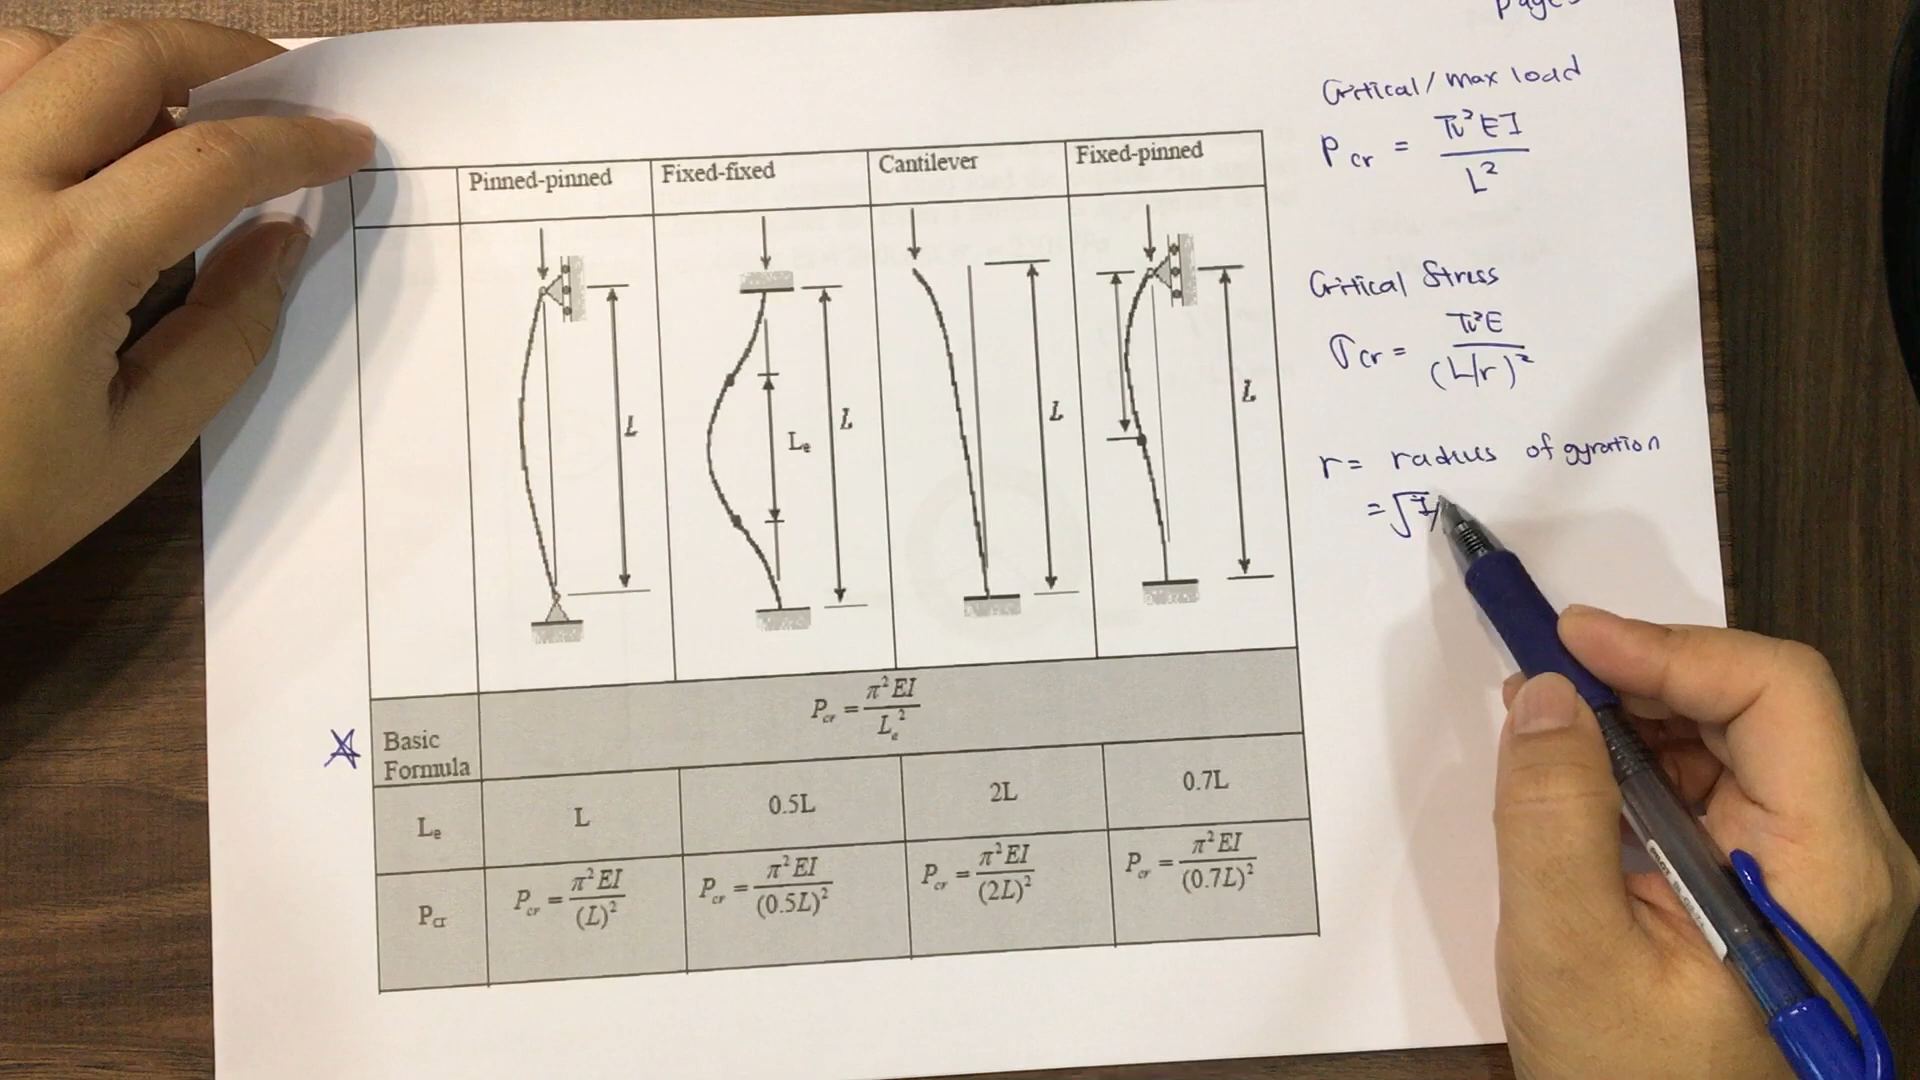 pages
Critical / max load
P cr = π²EI / L²
Critical Stress
σcr = π²E / (L/r)²
r = radius of gyration
= √I/
Pinned-pinned
Fixed-fixed
Cantilever
Fixed-pinned
L
Le
L
L
L
Basic
Formula
Pcr = π²EI / Le²
Le
L
0.5L
2L
0.7L
Pcr
Pcr = π²EI / (L)²
Pcr = π²EI / (0.5L)²
Pcr = π²EI / (2L)²
Pcr = π²EI / (0.7L)²